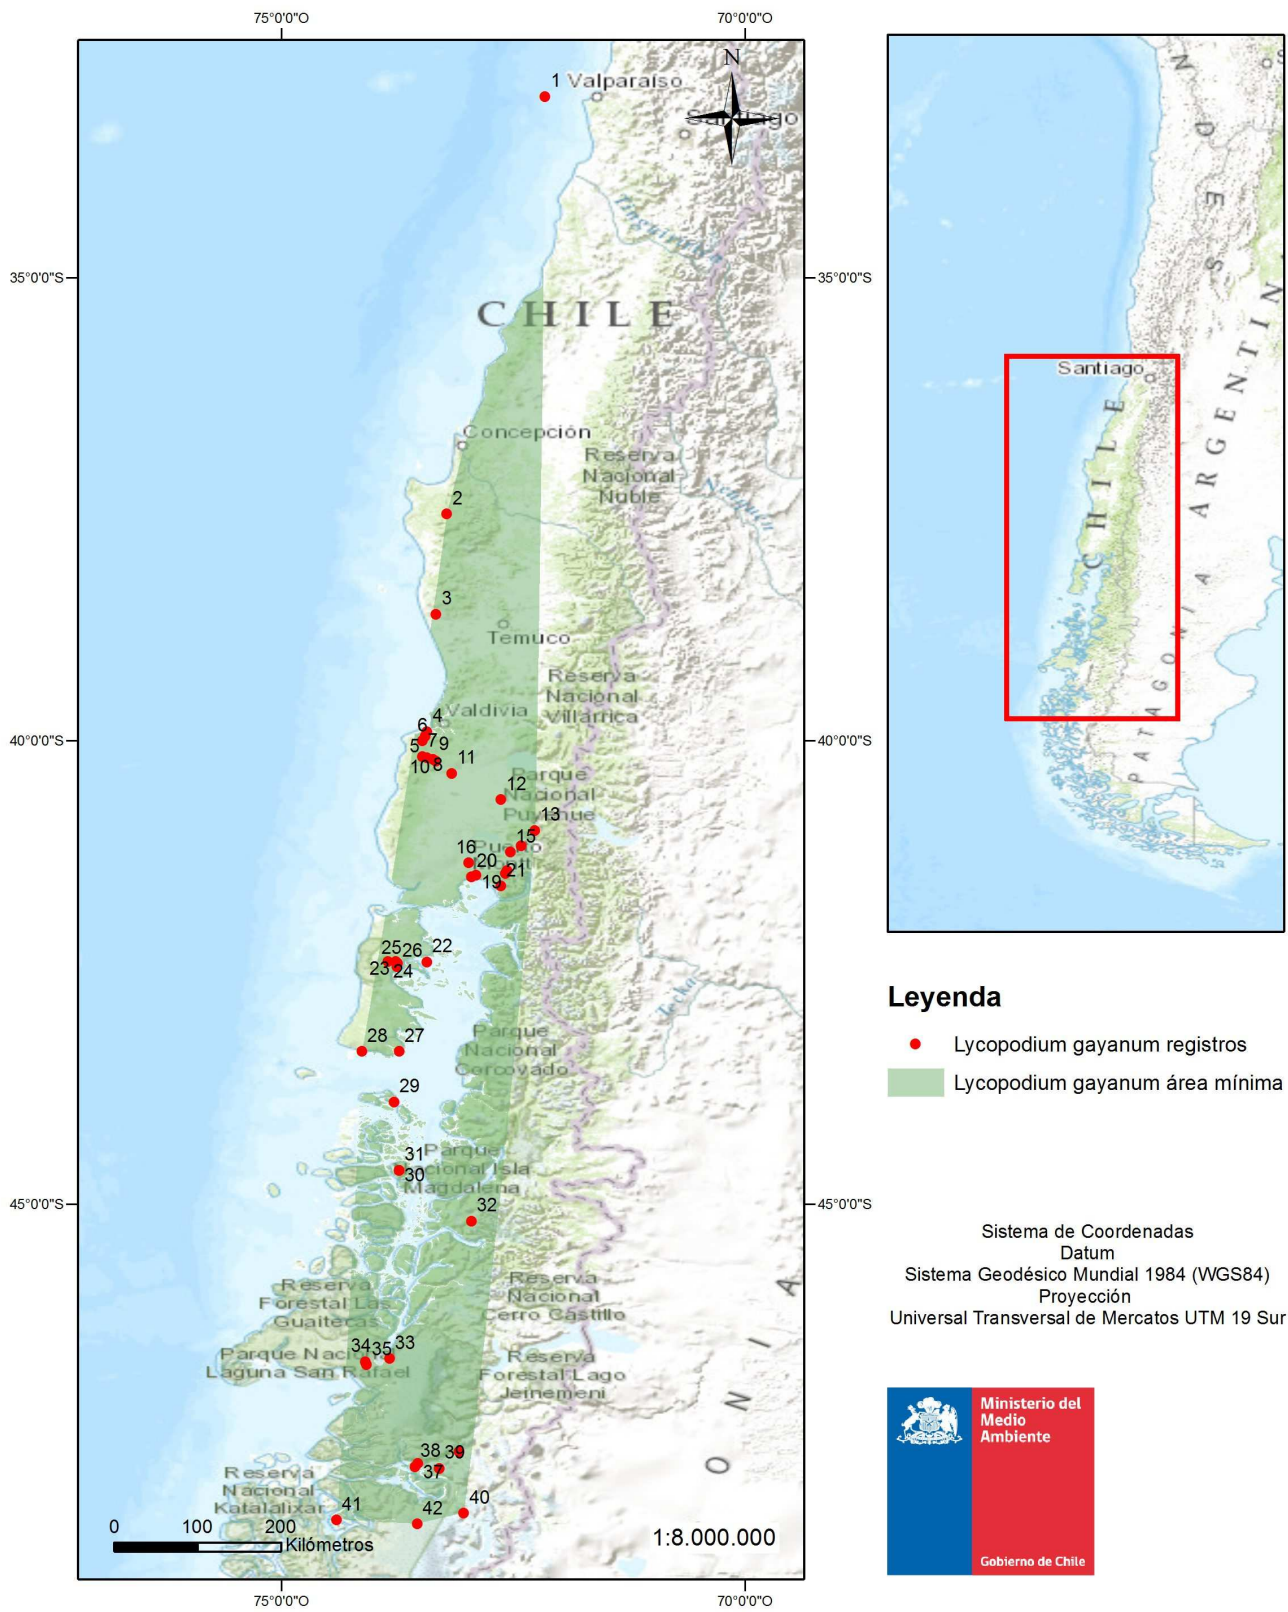 75°0'0"O
70°0'0"O
N
1
Valparaíso
Santiago
Tinguiririca
35°0'0"S
35°0'0"S
CHILE
Concepción
Reserva
Nacional
Ñuble
Neuquén
2
3
Temuco
Reserva
Nacional
Villarrica
4
Valdivia
6
7
5
9
40°0'0"S
40°0'0"S
10
8
11
12
Parque
Nacional
Puyehue
13
15
Puerto
Montt
16
20
21
19
25
26
22
23
24
28
27
Parque
Nacional
Corcovado
29
31
30
Parque
Nacional Isla
Magdalena
32
45°0'0"S
45°0'0"S
Reserva
Forestal Las
Guaitecas
Reserva
Nacional
Cerro Castillo
34
35
33
Parque Nacional
Laguna San Rafael
Reserva
Forestal Lago
Jeinemeni
38
39
37
Reserva
Nacional
Katalalixar
41
42
40
O N I A
0 100 200
Kilómetros
1:8.000.000
75°0'0"O
70°0'0"O
N D E S
Santiago
CHILE
PATAGONIA ARGENTIN
Leyenda
Lycopodium gayanum registros
Lycopodium gayanum área mínima
Sistema de Coordenadas
Datum
Sistema Geodésico Mundial 1984 (WGS84)
Proyección
Universal Transversal de Mercatos UTM 19 Sur
Ministerio del
Medio
Ambiente
Gobierno de Chile